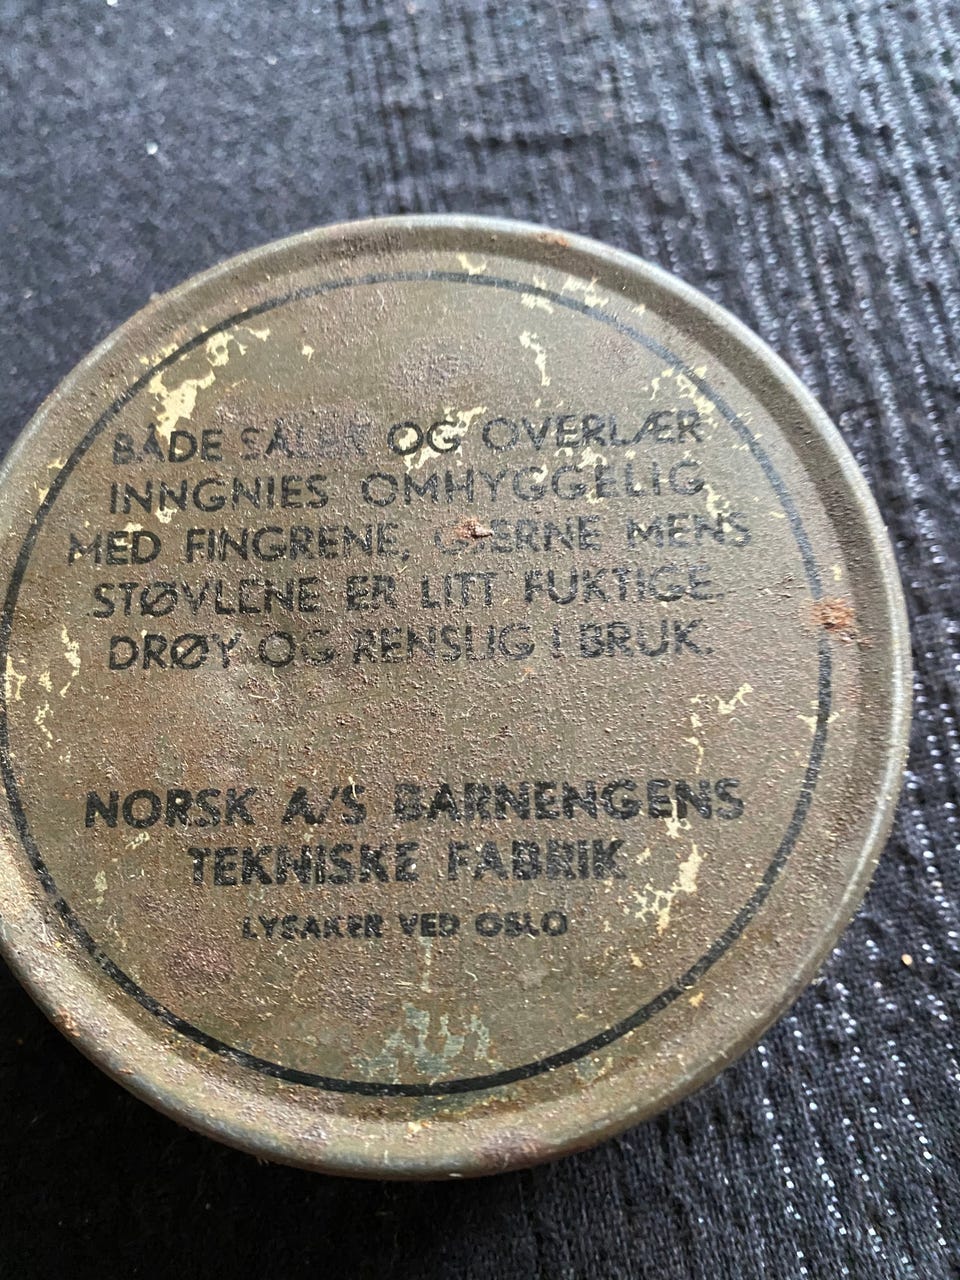 BÅDE SÅLER OG OVERLÆR
INNGNIES OMHYGGELIG
MED FINGRENE, GJERNE MENS
STØVLENE ER LITT FUKTIGE.
DRØY OG RENSLIG I BRUK.
NORSK A/S BARNENGENS
TEKNISKE FABRIK
LYSAKER VED OSLO